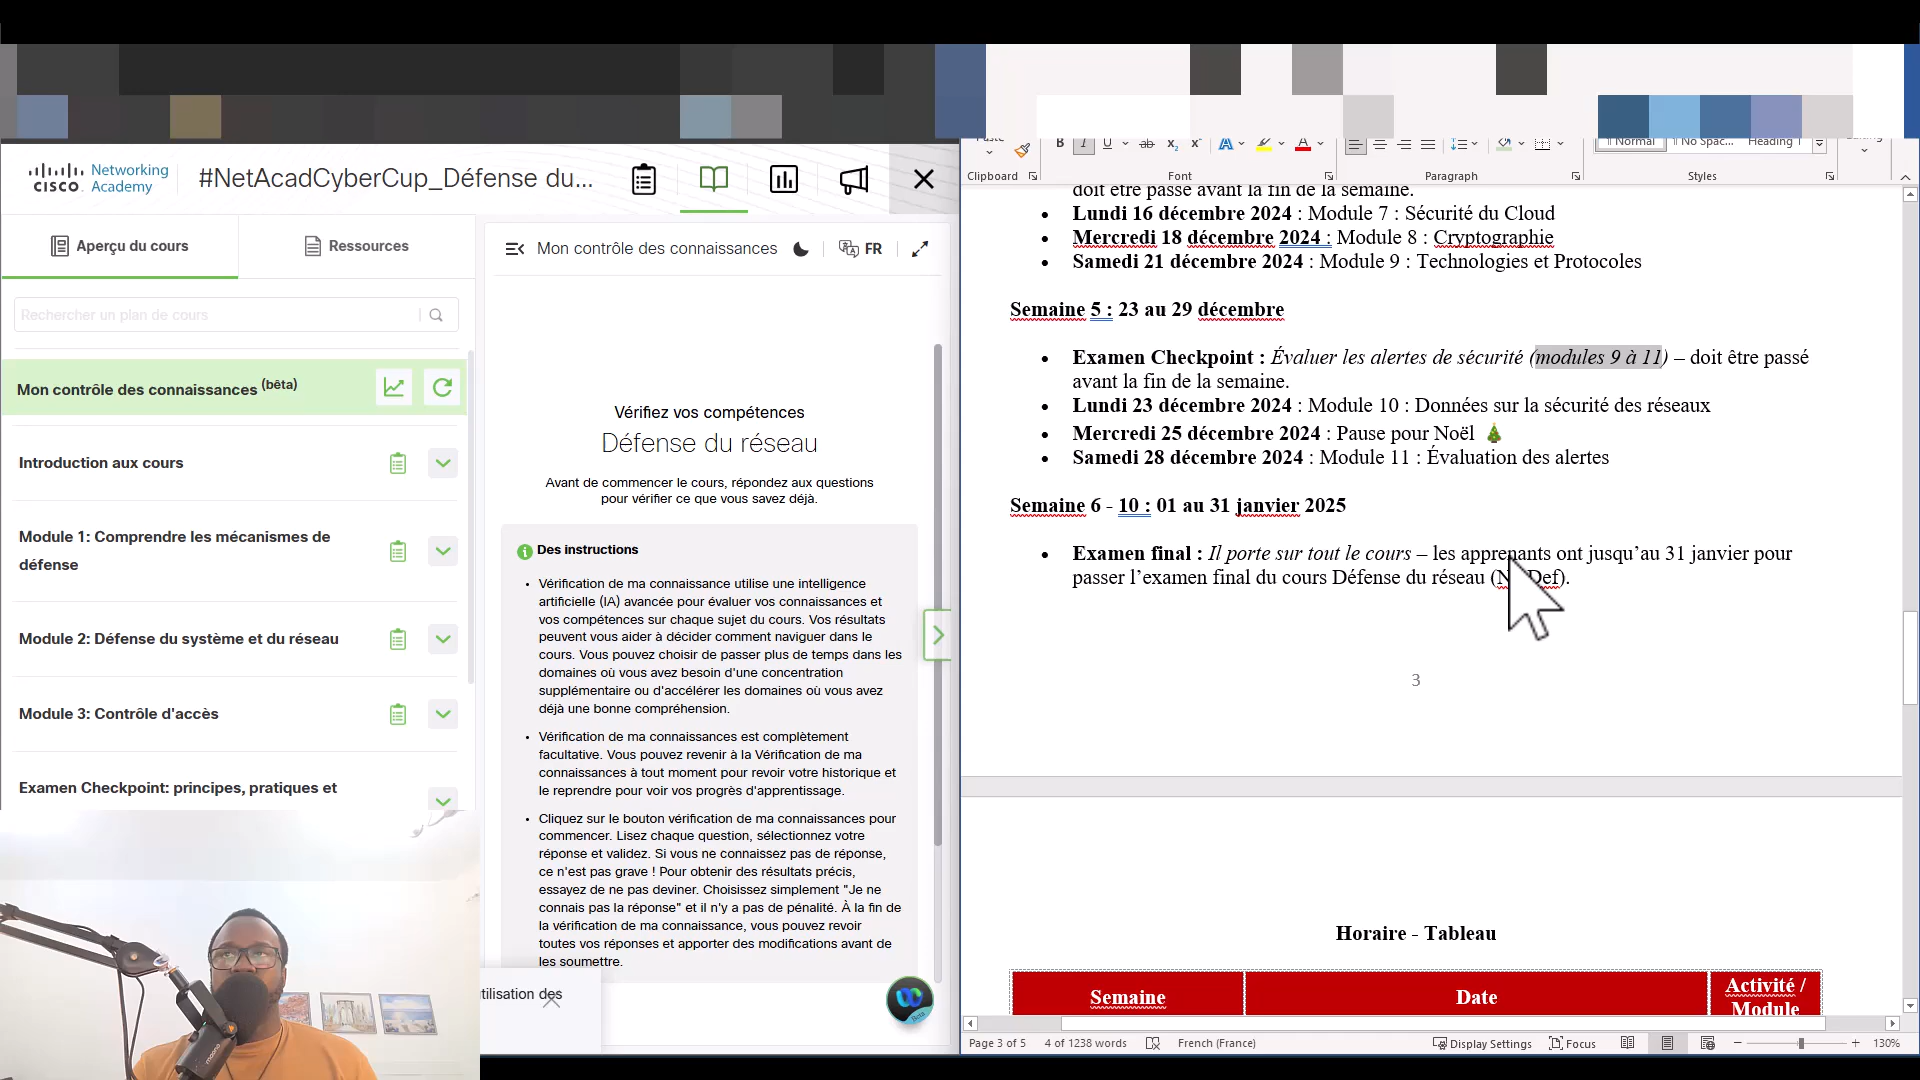 Networking
Academy
CISCO
#NetAcadCyberCup_Défense du...
Aperçu du cours
Ressources
Rechercher un plan de cours
Mon contrôle des connaissances (bêta)
Introduction aux cours
Module 1: Comprendre les mécanismes de
défense
Module 2: Défense du système et du réseau
Module 3: Contrôle d'accès
Examen Checkpoint: principes, pratiques et
Mon contrôle des connaissances
FR
Vérifiez vos compétences
Défense du réseau
Avant de commencer le cours, répondez aux questions
pour vérifier ce que vous savez déjà.
Des instructions
• Vérification de ma connaissance utilise une intelligence
artificielle (IA) avancée pour évaluer vos connaissances et
vos compétences sur chaque sujet du cours. Vos résultats
peuvent vous aider à décider comment naviguer dans le
cours. Vous pouvez choisir de passer plus de temps dans les
domaines où vous avez besoin d'une concentration
supplémentaire ou d'accélérer les domaines où vous avez
déjà une bonne compréhension.
• Vérification de ma connaissances est complètement
facultative. Vous pouvez revenir à la Vérification de ma
connaissances à tout moment pour revoir votre historique et
le reprendre pour voir vos progrès d'apprentissage.
• Cliquez sur le bouton vérification de ma connaissances pour
commencer. Lisez chaque question, sélectionnez votre
réponse et validez. Si vous ne connaissez pas de réponse,
ce n'est pas grave ! Pour obtenir des résultats précis,
essayez de ne pas deviner. Choisissez simplement "Je ne
connais pas la réponse" et il n'y a pas de pénalité. À la fin de
la vérification de ma connaissance, vous pouvez revoir
toutes vos réponses et apporter des modifications avant de
les soumettre.
tilisation des
Beta
maono
B I U ab x₂ x² A A
Normal No Spac... Heading 1
Clipboard Font Paragraph Styles
doit être passé avant la fin de la semaine.
• Lundi 16 décembre 2024 : Module 7 : Sécurité du Cloud
• Mercredi 18 décembre 2024 : Module 8 : Cryptographie
• Samedi 21 décembre 2024 : Module 9 : Technologies et Protocoles
Semaine 5 : 23 au 29 décembre
• Examen Checkpoint : Évaluer les alertes de sécurité (modules 9 à 11) – doit être passé
avant la fin de la semaine.
• Lundi 23 décembre 2024 : Module 10 : Données sur la sécurité des réseaux
• Mercredi 25 décembre 2024 : Pause pour Noël 🎄
• Samedi 28 décembre 2024 : Module 11 : Évaluation des alertes
Semaine 6 - 10 : 01 au 31 janvier 2025
• Examen final : Il porte sur tout le cours – les apprenants ont jusqu'au 31 janvier pour
passer l'examen final du cours Défense du réseau (N Def).
3
Horaire - Tableau
Semaine
Date
Activité /
Module
Page 3 of 5 4 of 1238 words French (France) Display Settings Focus 130%